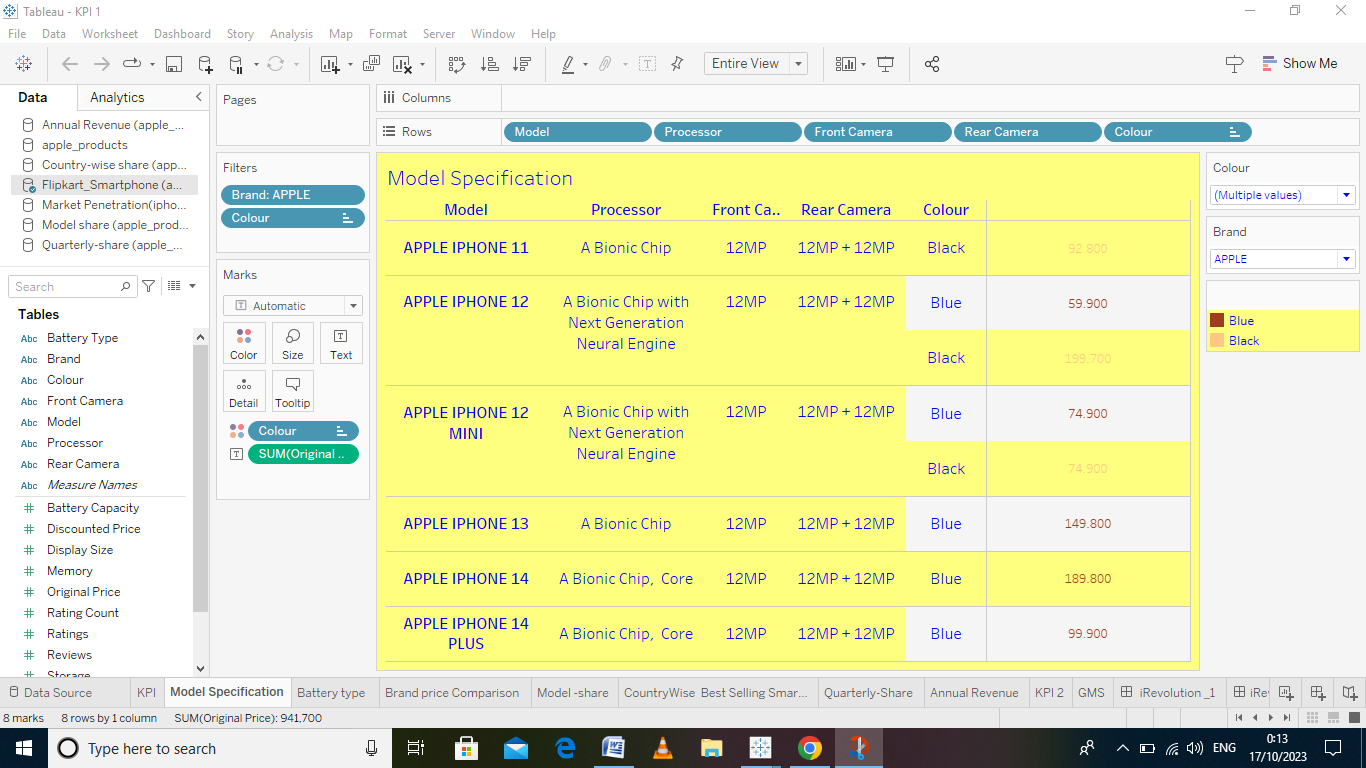 Tableau - KPI 1
File Data Worksheet Dashboard Story Analysis Map Format Server Window Help
Entire View
Show Me
Data Analytics
Annual Revenue (apple_...
apple_products
Country-wise share (app...
Flipkart_Smartphone (a...
Market Penetration(ipho...
Model share (apple_prod...
Quarterly-share (apple_...
Search
Tables
Abc Battery Type
Abc Brand
Abc Colour
Abc Front Camera
Abc Model
Abc Processor
Abc Rear Camera
Abc Measure Names
# Battery Capacity
# Discounted Price
# Display Size
# Memory
# Original Price
# Rating Count
# Ratings
# Reviews
# Storage
Pages
Filters
Brand: APPLE
Colour
Marks
T Automatic
Color Size Text
Detail Tooltip
Colour
T SUM(Original ..
Columns
Rows Model Processor Front Camera Rear Camera Colour
Model Specification
Model Processor Front Ca.. Rear Camera Colour
APPLE IPHONE 11 A Bionic Chip 12MP 12MP + 12MP Black 92.800
APPLE IPHONE 12 A Bionic Chip with 12MP 12MP + 12MP Blue 59.900
Next Generation
Neural Engine
Black 199.700
APPLE IPHONE 12 A Bionic Chip with 12MP 12MP + 12MP Blue 74.900
MINI Next Generation
Neural Engine
Black 74.900
APPLE IPHONE 13 A Bionic Chip 12MP 12MP + 12MP Blue 149.800
APPLE IPHONE 14 A Bionic Chip, Core 12MP 12MP + 12MP Blue 189.800
APPLE IPHONE 14 A Bionic Chip, Core 12MP 12MP + 12MP Blue 99.900
PLUS
Colour
(Multiple values)
Brand
APPLE
Blue
Black
Data Source KPI Model Specification Battery type Brand price Comparison Model -share CountryWise Best Selling Smar... Quarterly-Share Annual Revenue KPI 2 GMS iRevolution _1 iRe
8 marks 8 rows by 1 column SUM(Original Price): 941,700
Type here to search
ENG
0:13
17/10/2023